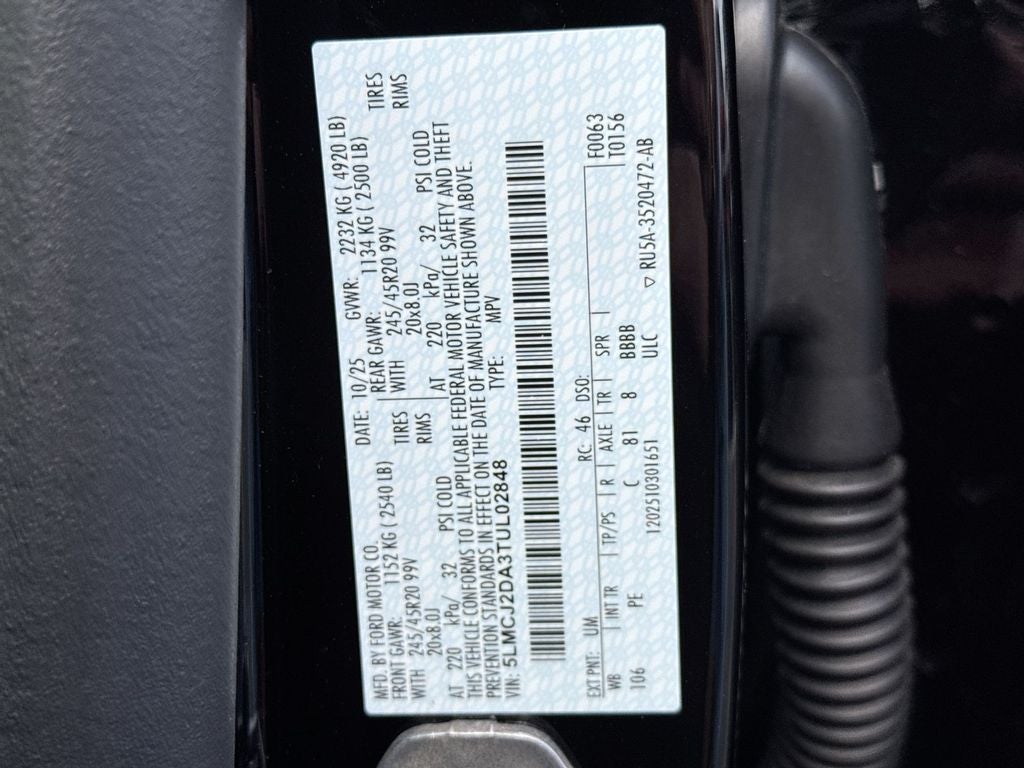 MFD. BY FORD MOTOR CO. DATE: 10/25 GVWR: 2232 KG ( 4920 LB)
FRONT GAWR: 1152 KG ( 2540 LB) REAR GAWR: 1134 KG ( 2500 LB)
WITH 245/45R20 99V TIRES WITH 245/45R20 99V TIRES
20x8.0J RIMS 20x8.0J RIMS
AT 220 kPa/ 32 PSI COLD AT 220 kPa/ 32 PSI COLD
THIS VEHICLE CONFORMS TO ALL APPLICABLE FEDERAL MOTOR VEHICLE SAFETY AND THEFT
PREVENTION STANDARDS IN EFFECT ON THE DATE OF MANUFACTURE SHOWN ABOVE.
VIN: 5LMCJ2DA3TUL02848 TYPE: MPV
EXT PNT: UM RC: 46 DSO: F0063
WB INT TR TP/PS R AXLE TR SPR T0156
106 PE C 81 8 BBBB
ULC
120251030165​1 ▽ RU5A-3520472-AB